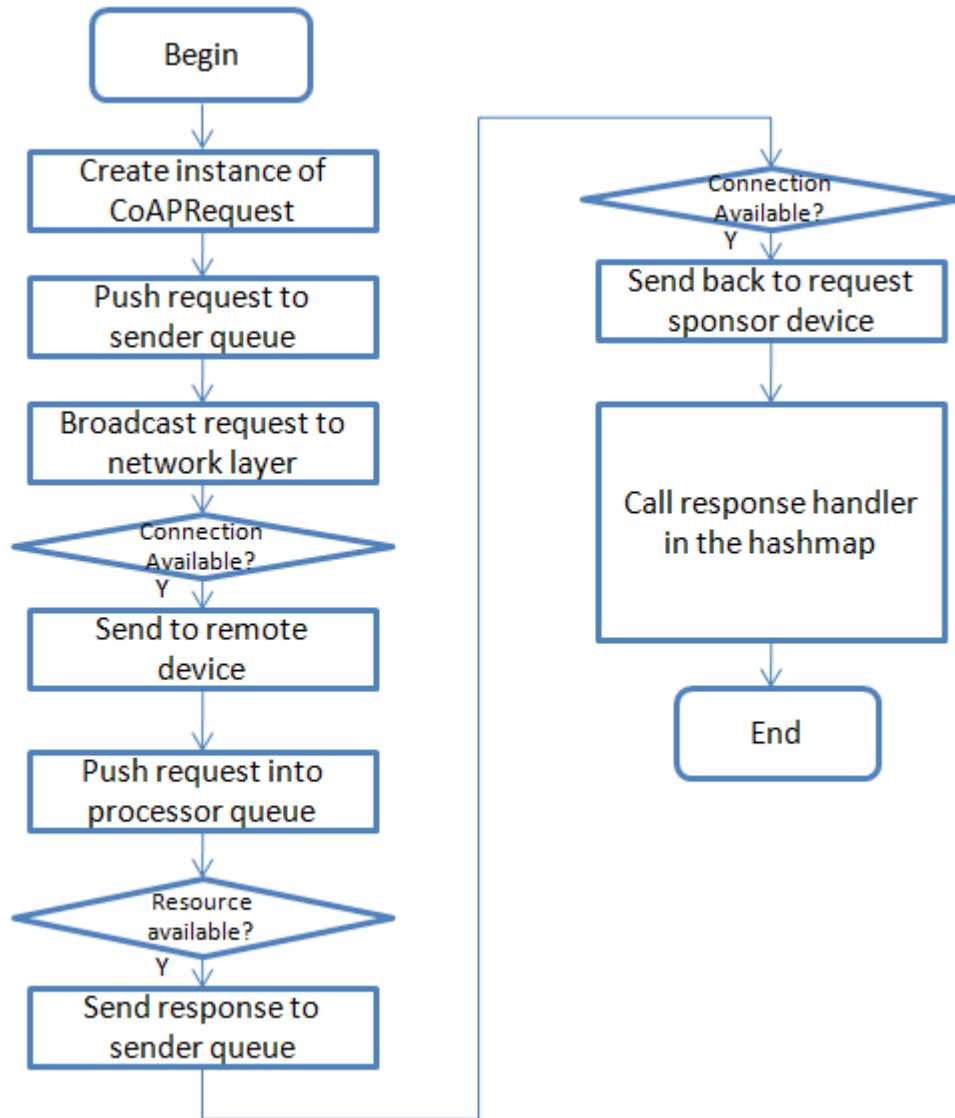 Begin
Create instance of
CoAPRequest
Push request to
sender queue
Broadcast request to
network layer
Connection
Available?
Y
Send to remote
device
Push request into
processor queue
Resource
available?
Y
Send response to
sender queue
Connection
Available?
Y
Send back to request
sponsor device
Call response handler
in the hashmap
End